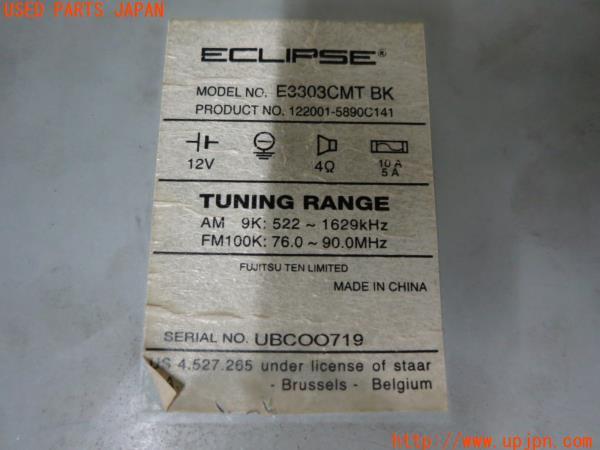 USED PARTS JAPAN
ECLIPSE®
MODEL NO. E3303CMT BK
PRODUCT NO. 122001-5890C141
12V 4Ω 10A
5A
TUNING RANGE
AM 9K: 522 ~ 1629kHz
FM100K: 76.0 ~ 90.0MHz
FUJITSU TEN LIMITED
MADE IN CHINA
SERIAL NO. UBCOO719
US 4.527.265 under license of staar
- Brussels - Belgium
http://www.upjpn.com